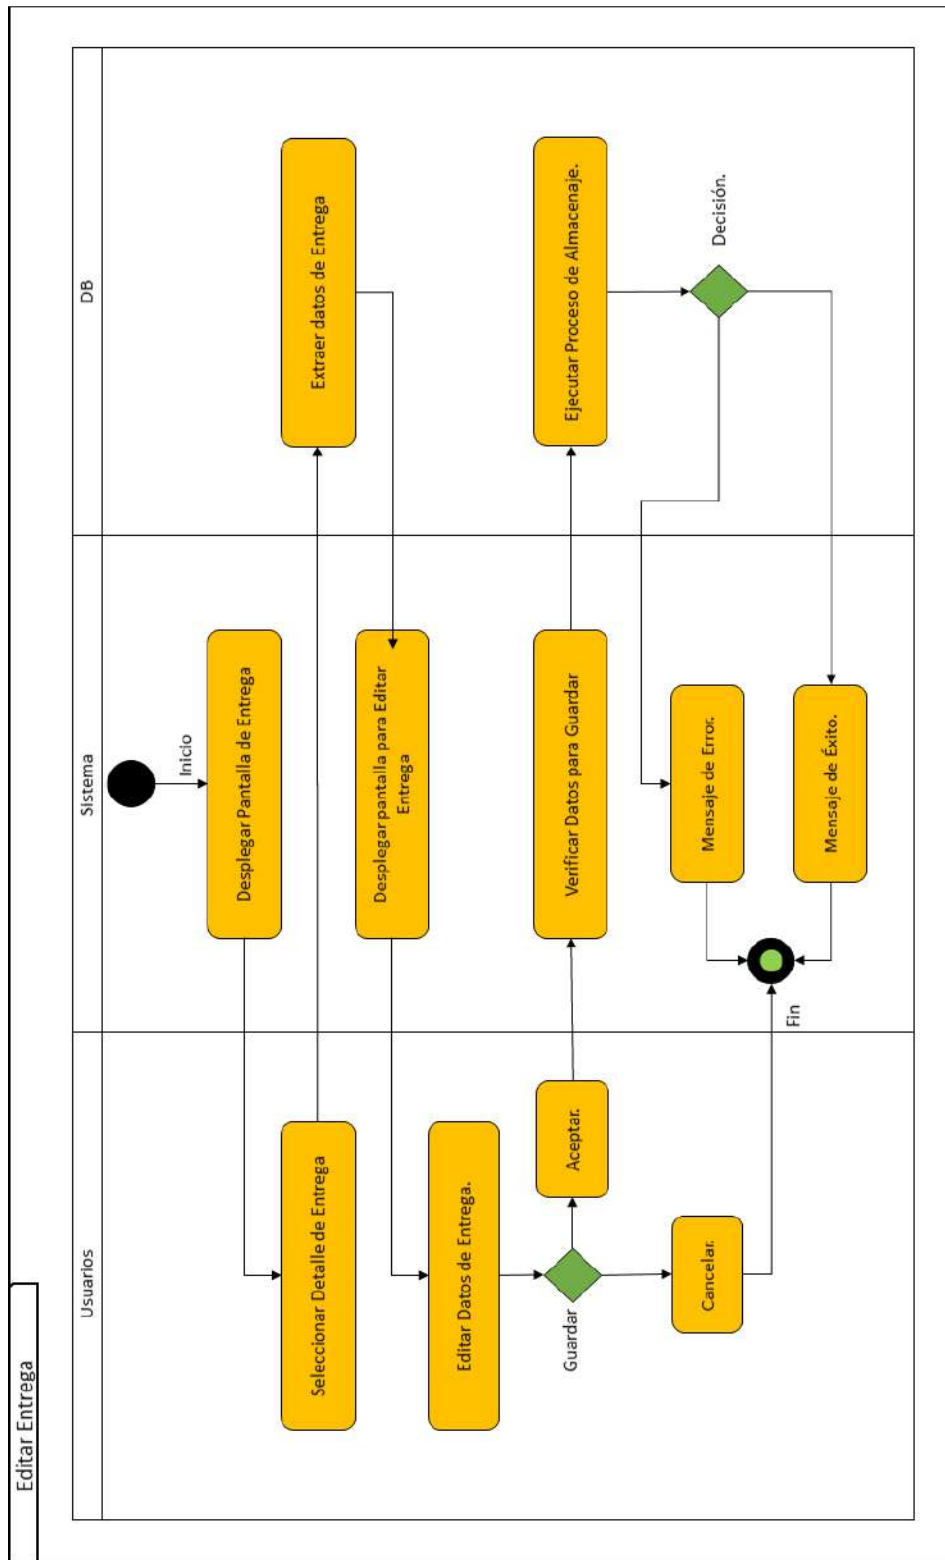 Editar Entrega
Usuarios
Sistema
DB
Inicio
Desplegar Pantalla de Entrega
Seleccionar Detalle de Entrega
Extraer datos de Entrega
Desplegar pantalla para Editar
Entrega
Editar Datos de Entrega.
Guardar
Aceptar.
Verificar Datos para Guardar
Ejecutar Proceso de Almacenaje.
Cancelar.
Mensaje de Error.
Decisión.
Fin
Mensaje de Éxito.